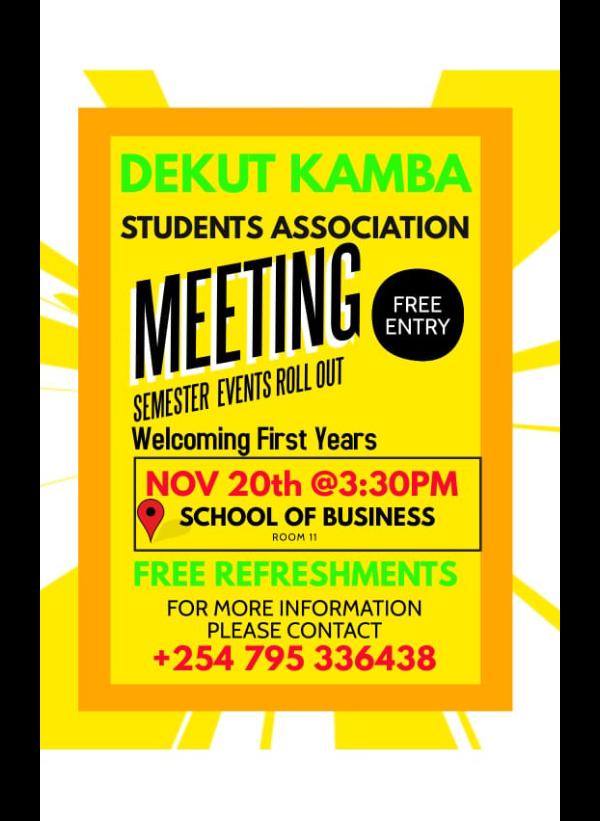 DEKUT KAMBA
STUDENTS ASSOCIATION
MEETING
FREE
ENTRY
SEMESTER EVENTS ROLL OUT
Welcoming First Years
NOV 20th @3:30PM
SCHOOL OF BUSINESS
ROOM 11
FREE REFRESHMENTS
FOR MORE INFORMATION
PLEASE CONTACT
+254 795 336438